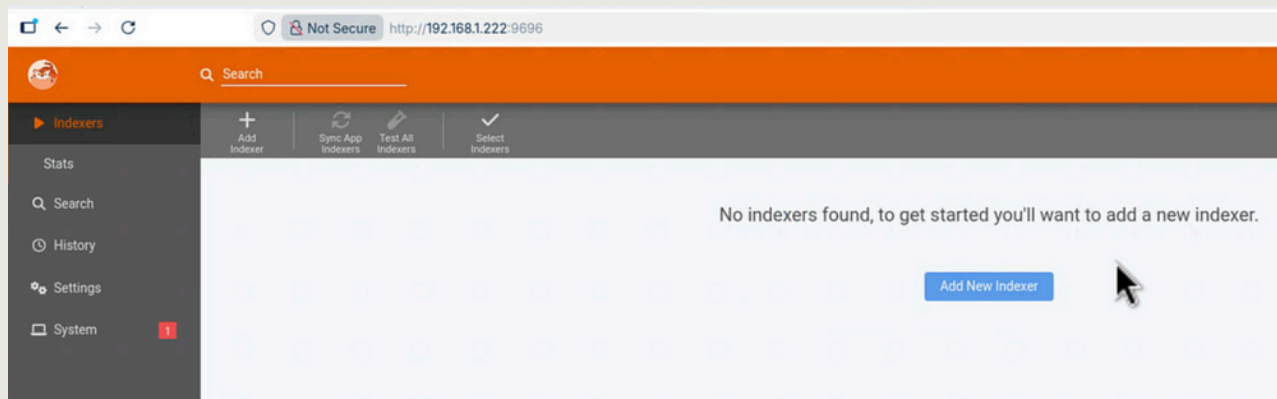 Not Secure http://192.168.1.222:9696
Search
Indexers
Add
Indexer
Sync App
Indexers
Test All
Indexers
Select
Indexers
Stats
Search
History
Settings
System 1
No indexers found, to get started you'll want to add a new indexer.
Add New Indexer